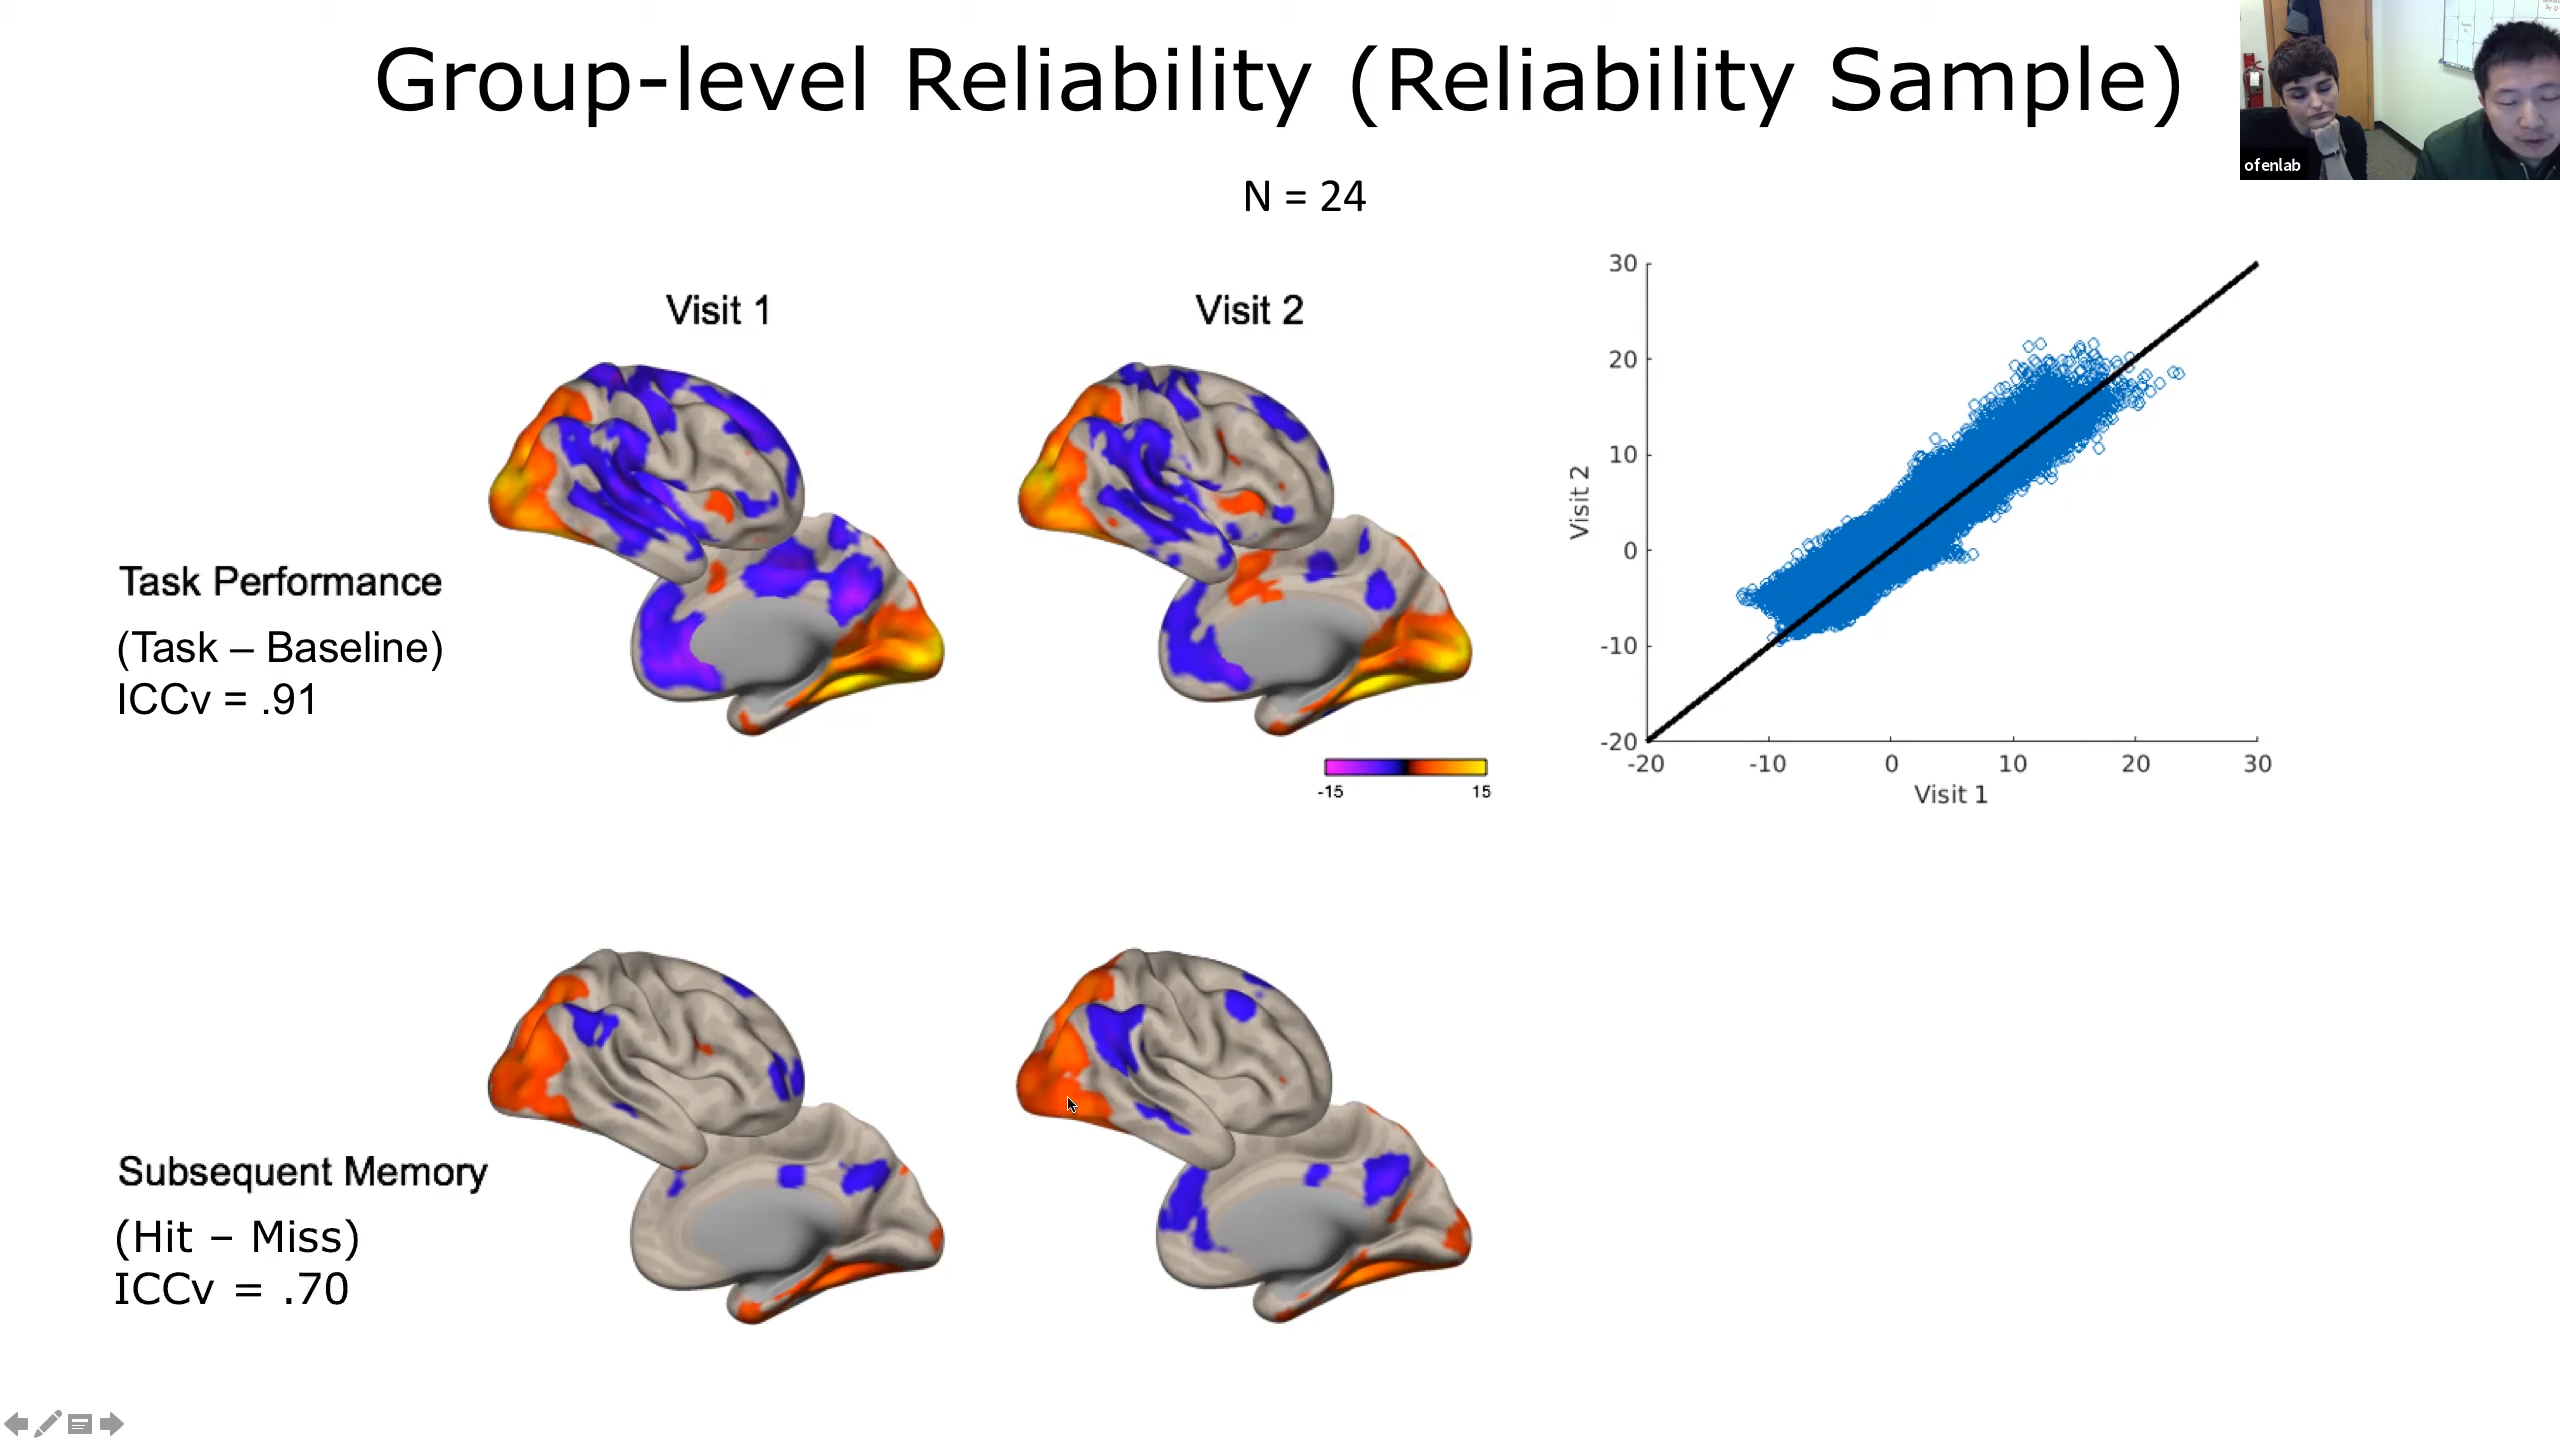 Group-level Reliability (Reliability Sample)
ofenlab
N = 24
Visit 1
Visit 2
Task Performance
(Task – Baseline)
ICCv = .91
-15
15
30
20
10
0
-10
-20
Visit 2
-20
-10
0
10
20
30
Visit 1
Subsequent Memory
(Hit – Miss)
ICCv = .70